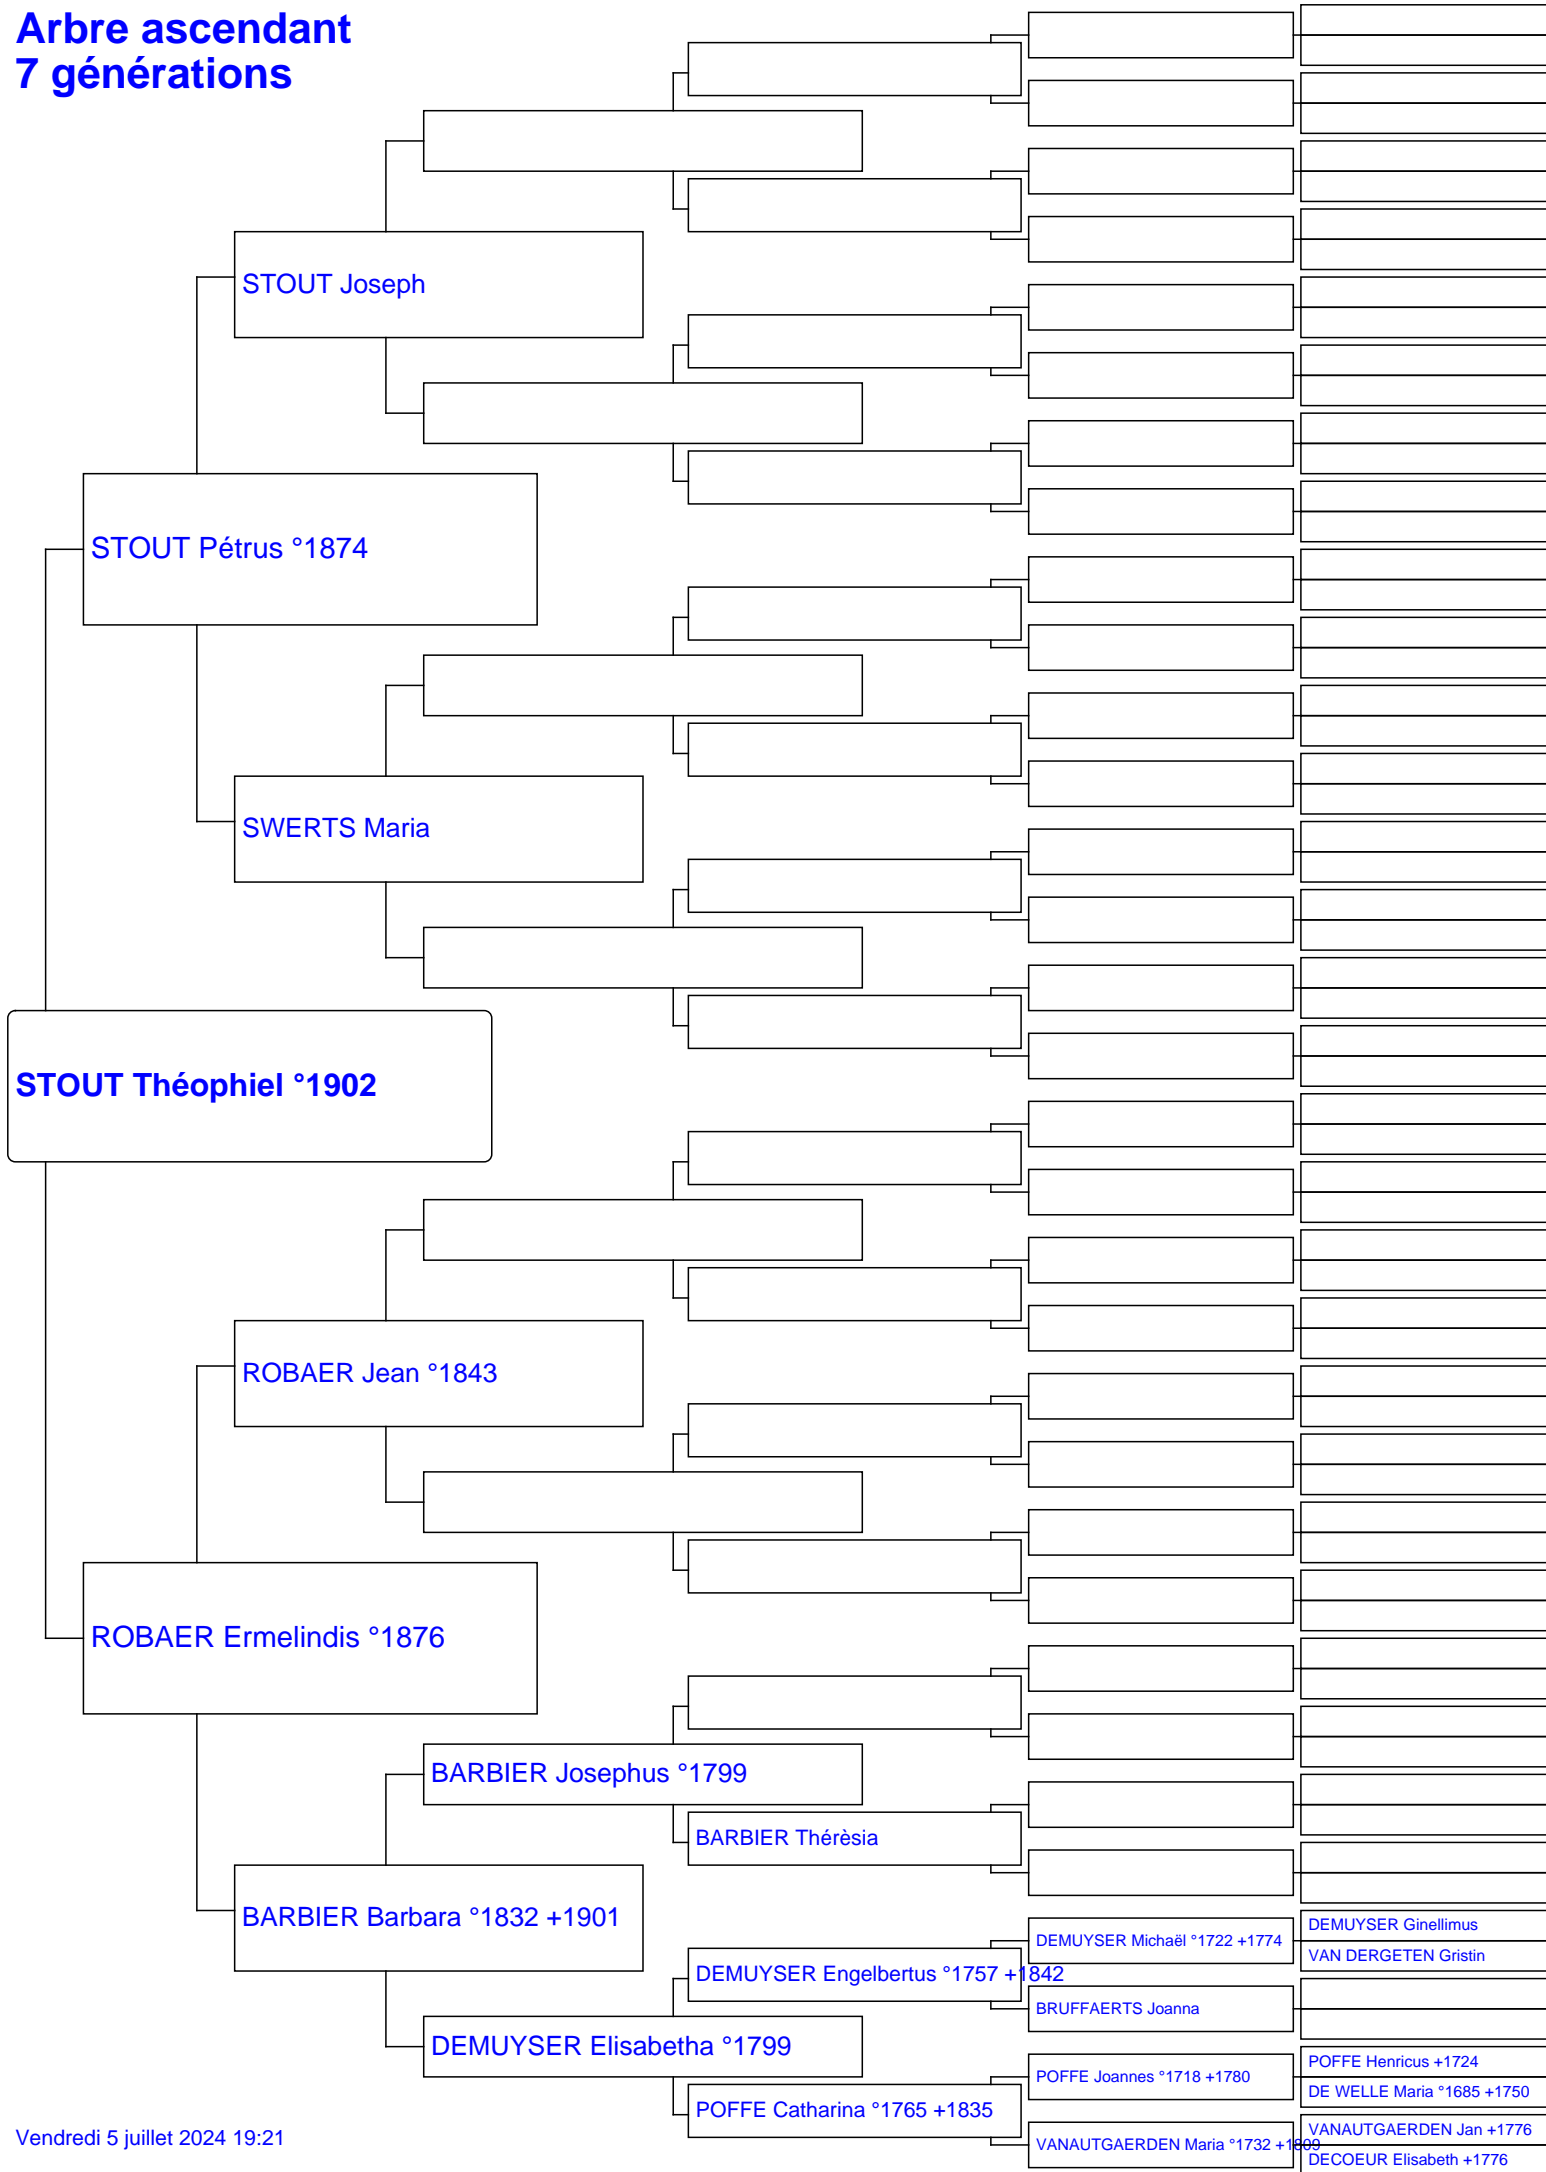 Arbre ascendant
7 générations
STOUT Joseph
STOUT Pétrus °1874
SWERTS Maria
STOUT Théophiel °1902
ROBAER Jean °1843
ROBAER Ermelindis °1876
BARBIER Josephus °1799
BARBIER Thérèsia
BARBIER Barbara °1832 +1901
DEMUYSER Ginellimus
DEMUYSER Michaël °1722 +1774
VAN DERGETEN Gristin
DEMUYSER Engelbertus °1757 +1842
BRUFFAERTS Joanna
DEMUYSER Elisabetha °1799
POFFE Henricus +1724
POFFE Joannes °1718 +1780
DE WELLE Maria °1685 +1750
POFFE Catharina °1765 +1835
VANAUTGAERDEN Jan +1776
VANAUTGAERDEN Maria °1732 +1809
DECOEUR Elisabeth +1776
Vendredi 5 juillet 2024 19:21